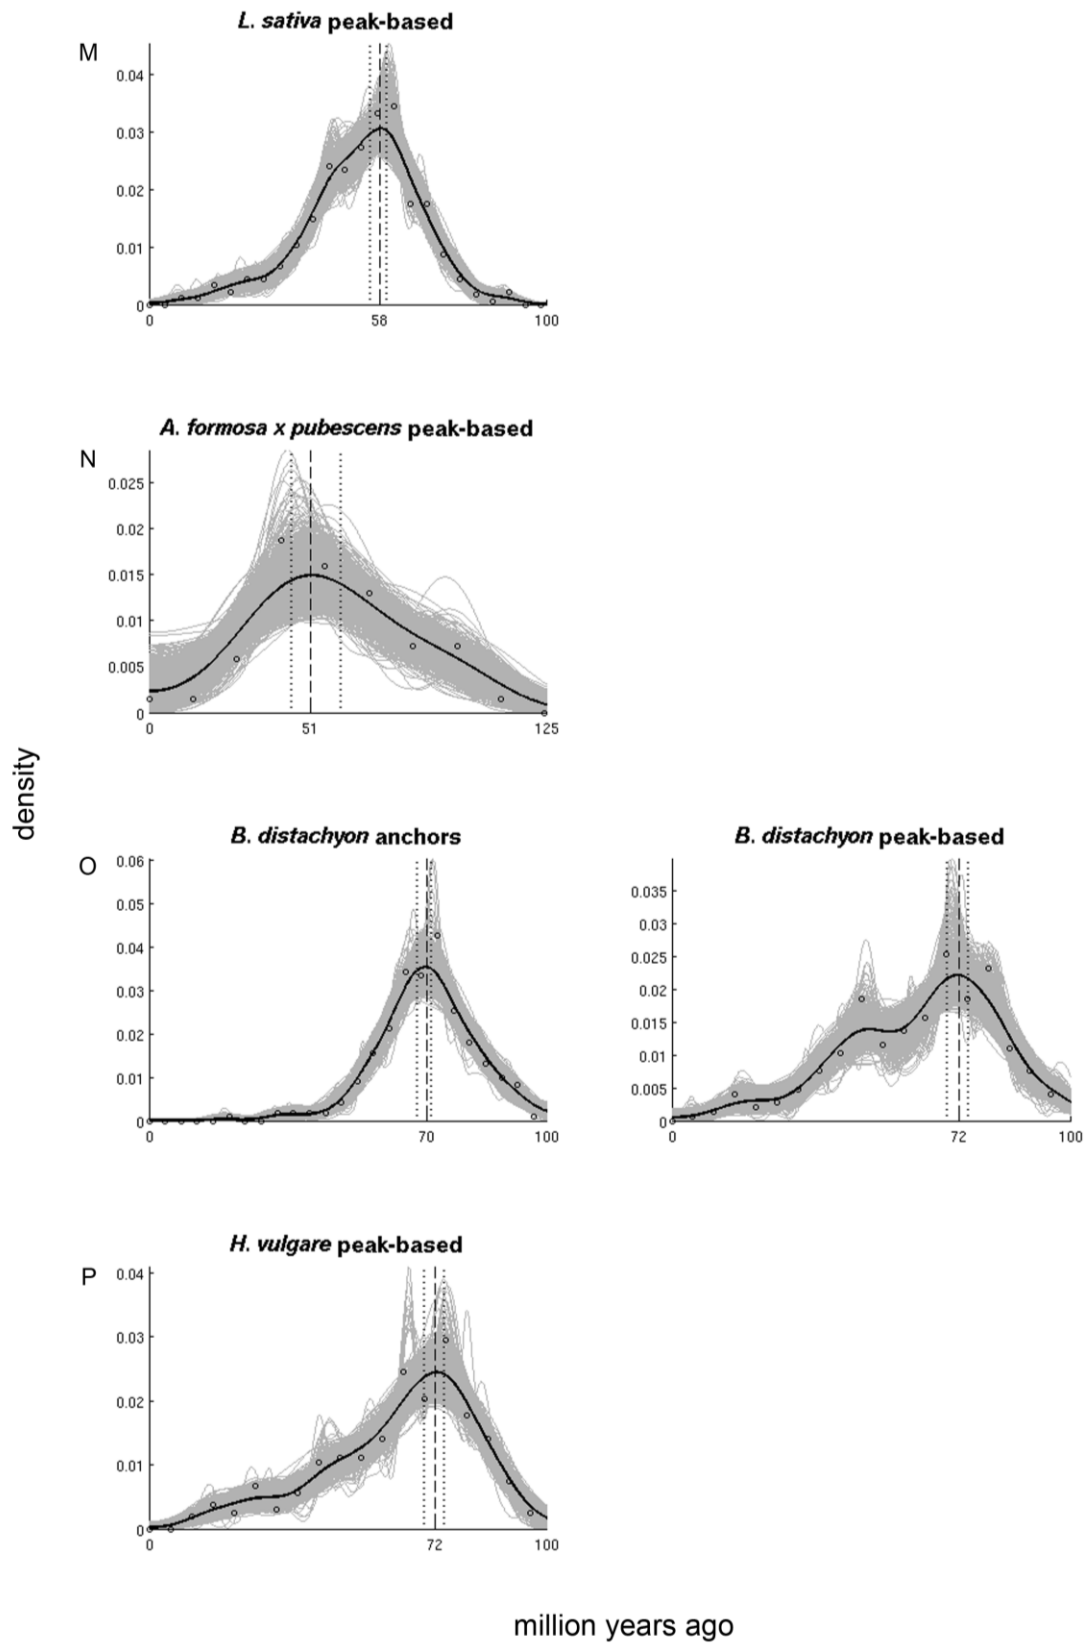 L. sativa peak-based
M
0.04
0.03
0.02
0.01
0
0 58 100
A. formosa x pubescens peak-based
N
0.025
0.02
0.015
0.01
0.005
0
0 51 125
density
B. distachyon anchors
O
0.06
0.05
0.04
0.03
0.02
0.01
0
0 70 100
B. distachyon peak-based
0.035
0.03
0.025
0.02
0.015
0.01
0.005
0
0 72 100
H. vulgare peak-based
P
0.04
0.03
0.02
0.01
0
0 72 100
million years ago